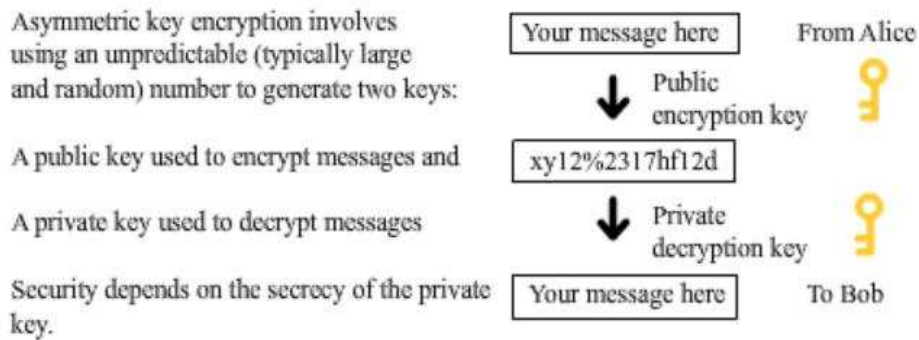 Asymmetric key encryption involves
using an unpredictable (typically large
and random) number to generate two keys:
A public key used to encrypt messages and
A private key used to decrypt messages
Security depends on the secrecy of the private
key.
Your message here
From Alice
Public
encryption key
xy12%2317hf12d
Private
decryption key
Your message here
To Bob